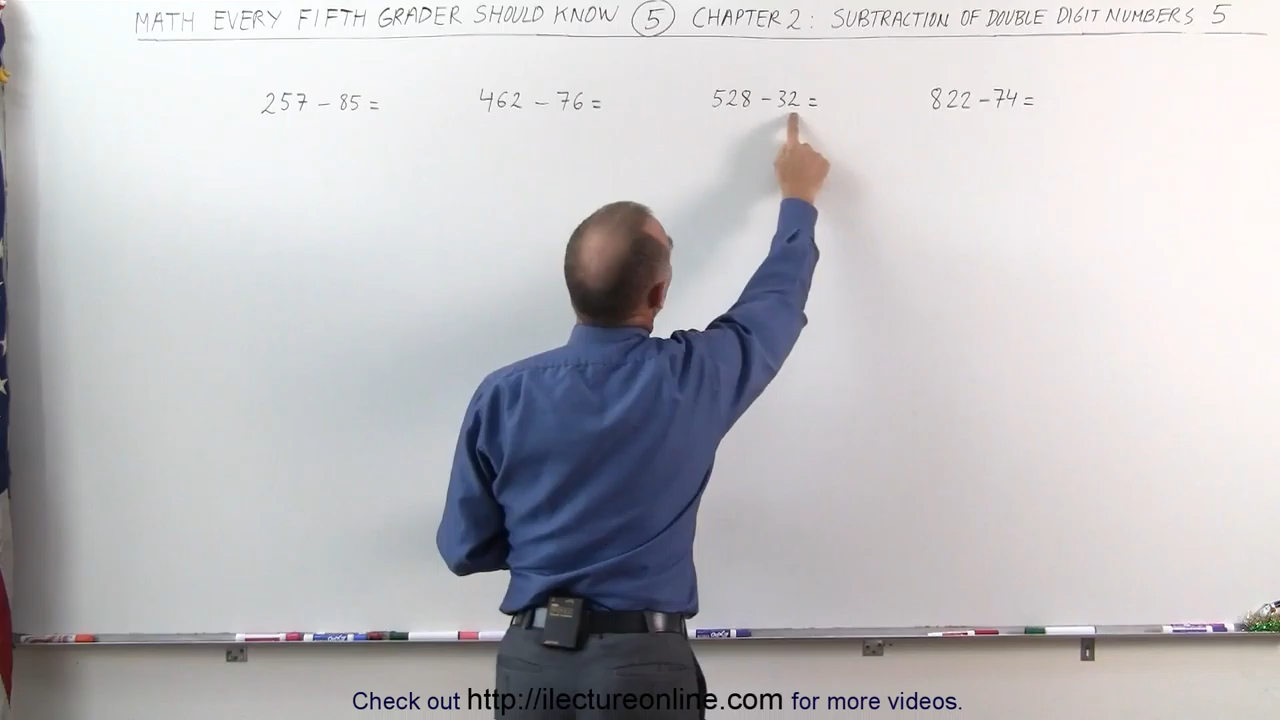 MATH EVERY FIFTH GRADER SHOULD KNOW 5 CHAPTER 2: SUBTRACTION OF DOUBLE DIGIT NUMBERS 5
257 - 85 = 462 - 76 = 528 - 32 = 822 - 74 =
Check out http://ilectureonline.com for more videos.